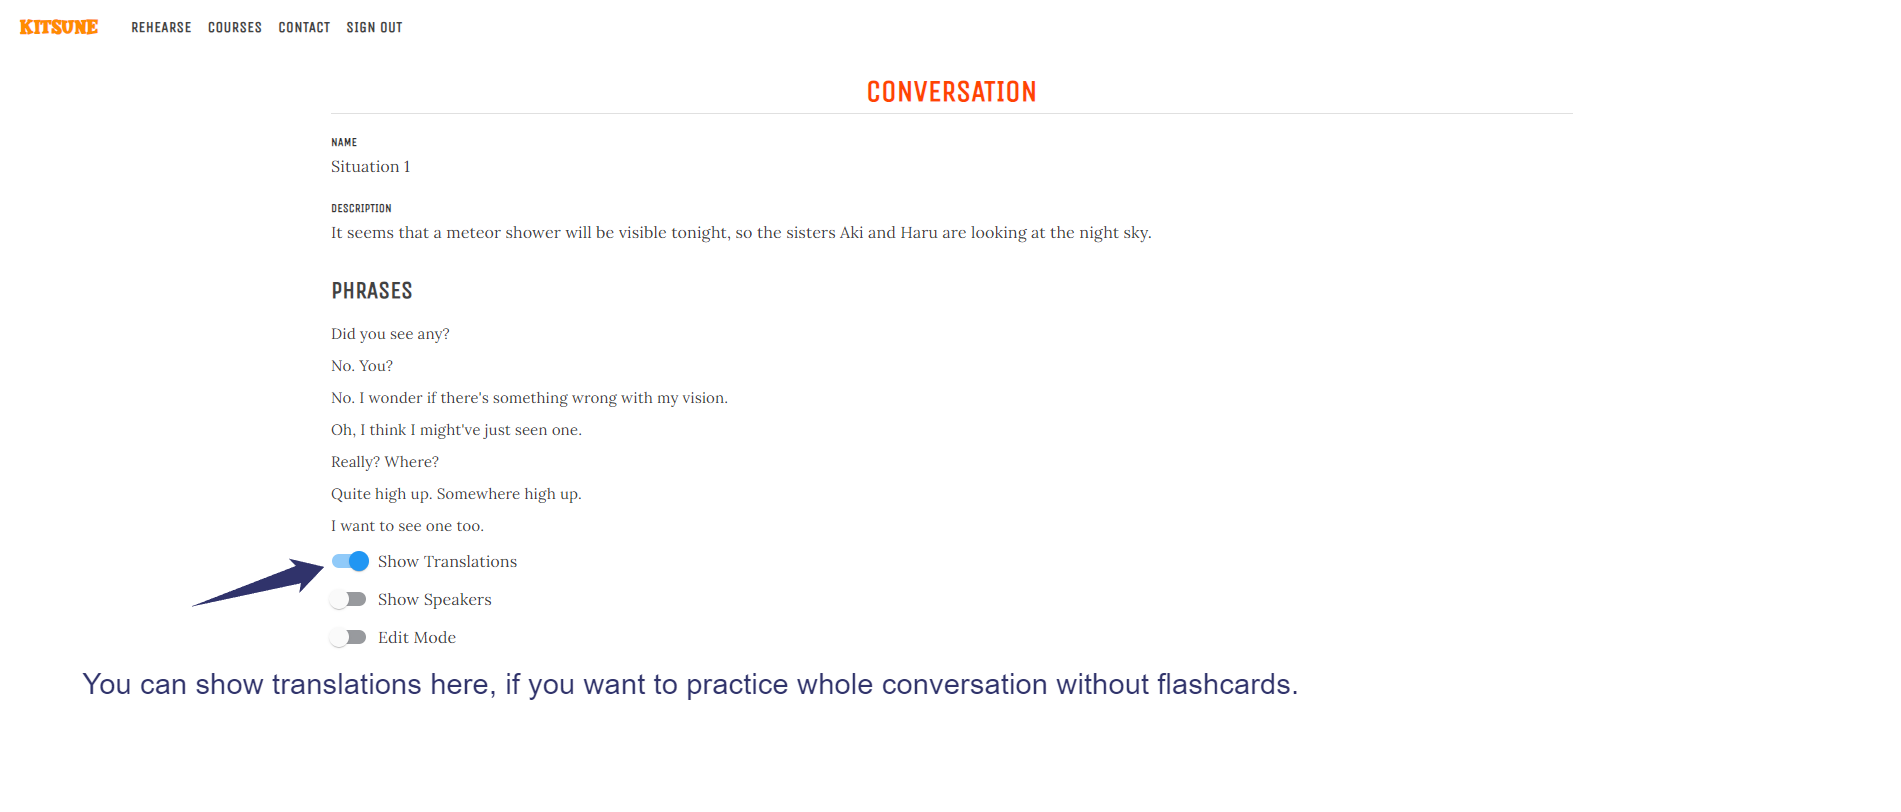 KITSUNE REHEARSE COURSES CONTACT SIGN OUT
CONVERSATION
NAME
Situation 1
DESCRIPTION
It seems that a meteor shower will be visible tonight, so the sisters Aki and Haru are looking at the night sky.
PHRASES
Did you see any?
No. You?
No. I wonder if there's something wrong with my vision.
Oh, I think I might've just seen one.
Really? Where?
Quite high up. Somewhere high up.
I want to see one too.
Show Translations
Show Speakers
Edit Mode
You can show translations here, if you want to practice whole conversation without flashcards.